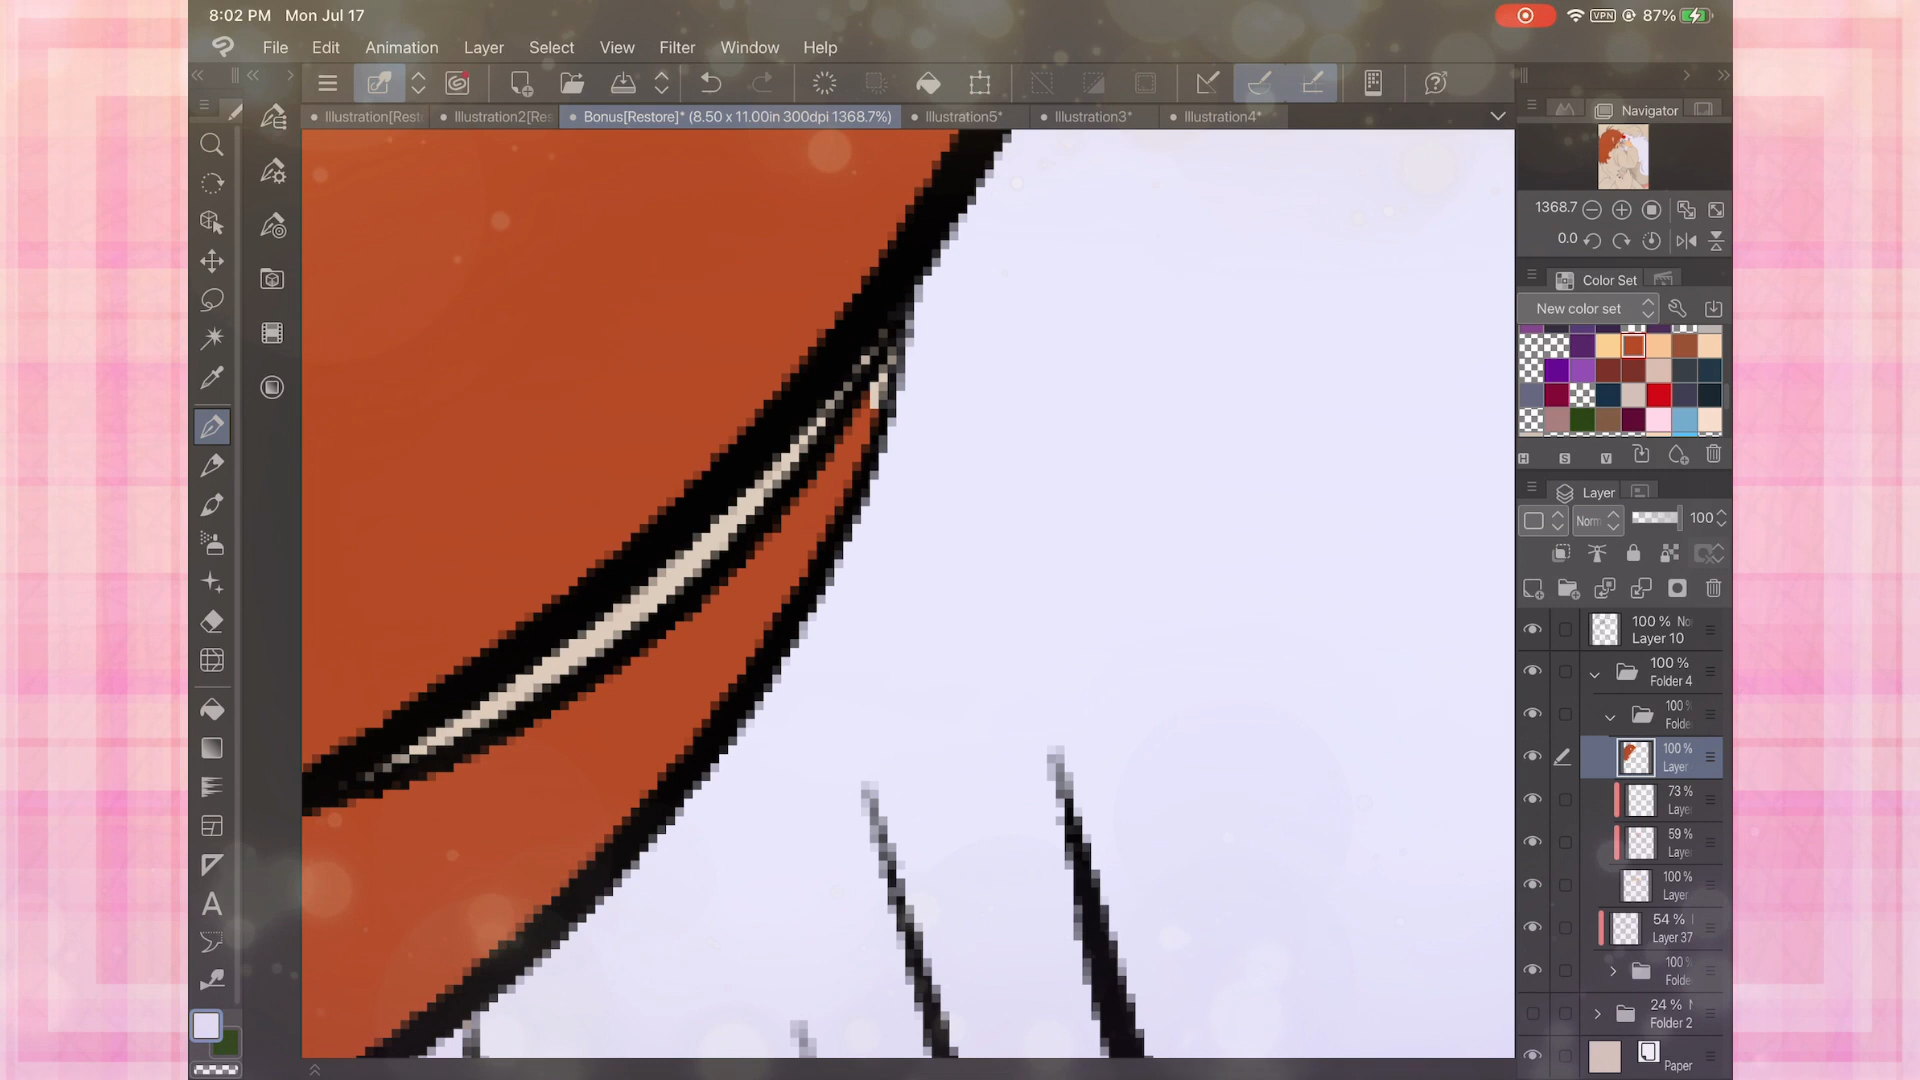 8:02 PM Mon Jul 17
VPN 87%
File Edit Animation Layer Select View Filter Window Help
Illustration[Rest Illustration2[Res Bonus[Restore]* (8.50 x 11.00in 300dpi 1368.7%) Illustration5* Illustration3* Illustration4*
Navigator
1368.7
0.0
Color Set
New color set
H S V
Layer
Norm 100
100 % No
Layer 10
100 %
Folder 4
100 %
Folde
100 %
Layer
73 %
Laye
59 %
Laye
100 %
Layer
54 %
Layer 37
100 %
Folde
24 % N
Folder 2
Paper
A